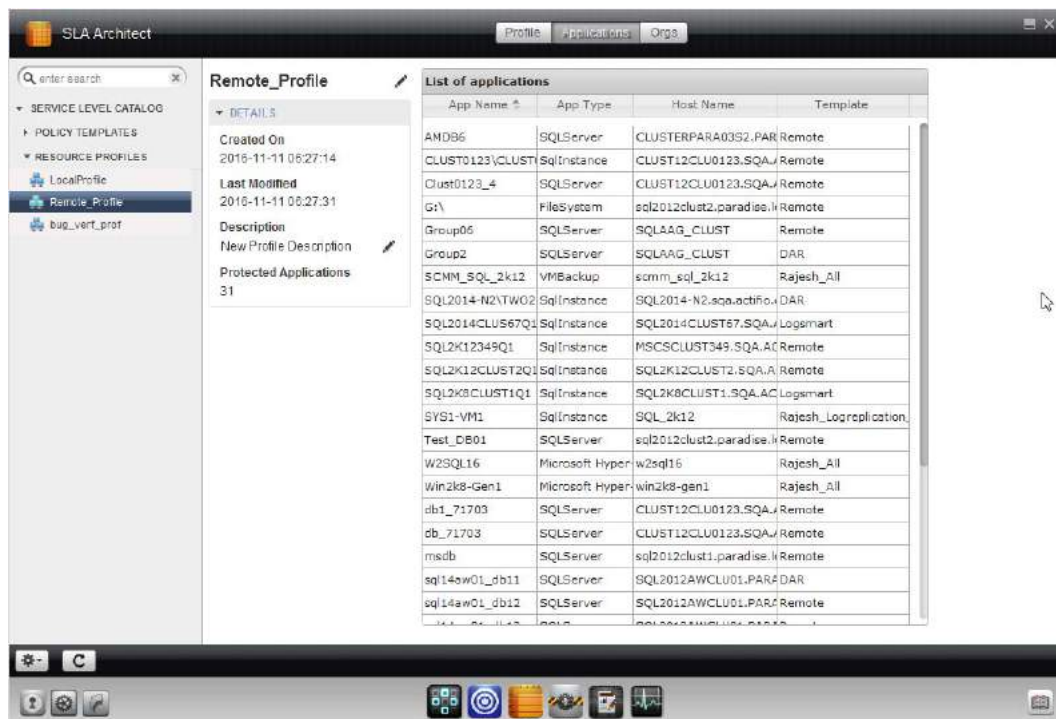 SLA Architect
Profile Applications Orgs
enter search
SERVICE LEVEL CATALOG
POLICY TEMPLATES
RESOURCE PROFILES
LocalProfile
Remote_Profile
bug_verf_prof
Remote_Profile
DETAILS
Created On
2016-11-11 06:27:14
Last Modified
2016-11-11 06:27:31
Description
New Profile Description
Protected Applications
31
List of applications
App Name App Type Host Name Template
AMDB6 SQLServer CLUSTERPARA03S2.PAR Remote
CLUST0123\CLUST SqlInstance CLUST12CLU0123.SQA. Remote
Clust0123_4 SQLServer CLUST12CLU0123.SQA. Remote
G:\ FileSystem sql2012clust2.paradise.l Remote
Group06 SQLServer SQLAAG_CLUST Remote
Group2 SQLServer SQLAAG_CLUST DAR
SCMM_SQL_2k12 VMBackup scmm_sql_2k12 Rajesh_All
SQL2014-N2\TWO2 SqlInstance SQL2014-N2.sqa.actifio. DAR
SQL2014CLUS67Q1 SqlInstance SQL2014CLUST67.SQA. Logsmart
SQL2K12349Q1 SqlInstance MSCSCLUST349.SQA.AC Remote
SQL2K12CLUST2Q1 SqlInstance SQL2K12CLUST2.SQA.A Remote
SQL2K8CLUST1Q1 SqlInstance SQL2K8CLUST1.SQA.AC Logsmart
SYS1-VM1 SqlInstance SQL_2k12 Rajesh_Logreplication_
Test_DB01 SQLServer sql2012clust2.paradise.l Remote
W2SQL16 Microsoft Hyper- w2sql16 Rajesh_All
Win2k8-Gen1 Microsoft Hyper- win2k8-gen1 Rajesh_All
db1_71703 SQLServer CLUST12CLU0123.SQA. Remote
db_71703 SQLServer CLUST12CLU0123.SQA. Remote
msdb SQLServer sql2012clust1.paradise.l Remote
sql14aw01_db11 SQLServer SQL2012AWCLU01.PARA DAR
sql14aw01_db12 SQLServer SQL2012AWCLU01.PARA Remote